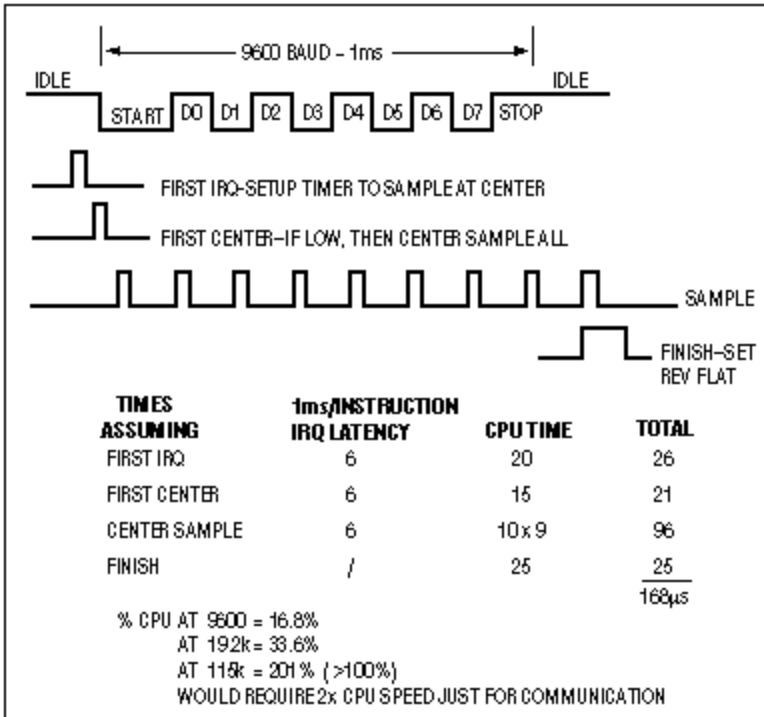 9600 BAUD – 1ms
IDLE IDLE
START D0 D1 D2 D3 D4 D5 D6 D7 STOP
FIRST IRQ-SETUP TIMER TO SAMPLE AT CENTER
FIRST CENTER–IF LOW, THEN CENTER SAMPLE ALL
SAMPLE
FINISH–SET
REV FLAT
TIMES 1ms/INSTRUCTION
ASSUMING IRQ LATENCY CPU TIME TOTAL
FIRST IRQ 6 20 26
FIRST CENTER 6 15 21
CENTER SAMPLE 6 10 x 9 96
FINISH / 25 25
168µs
% CPU AT 9600 = 16.8%
AT 19.2k = 33.6%
AT 115k = 201% (>100%)
WOULD REQUIRE 2x CPU SPEED JUST FOR COMMUNICATION